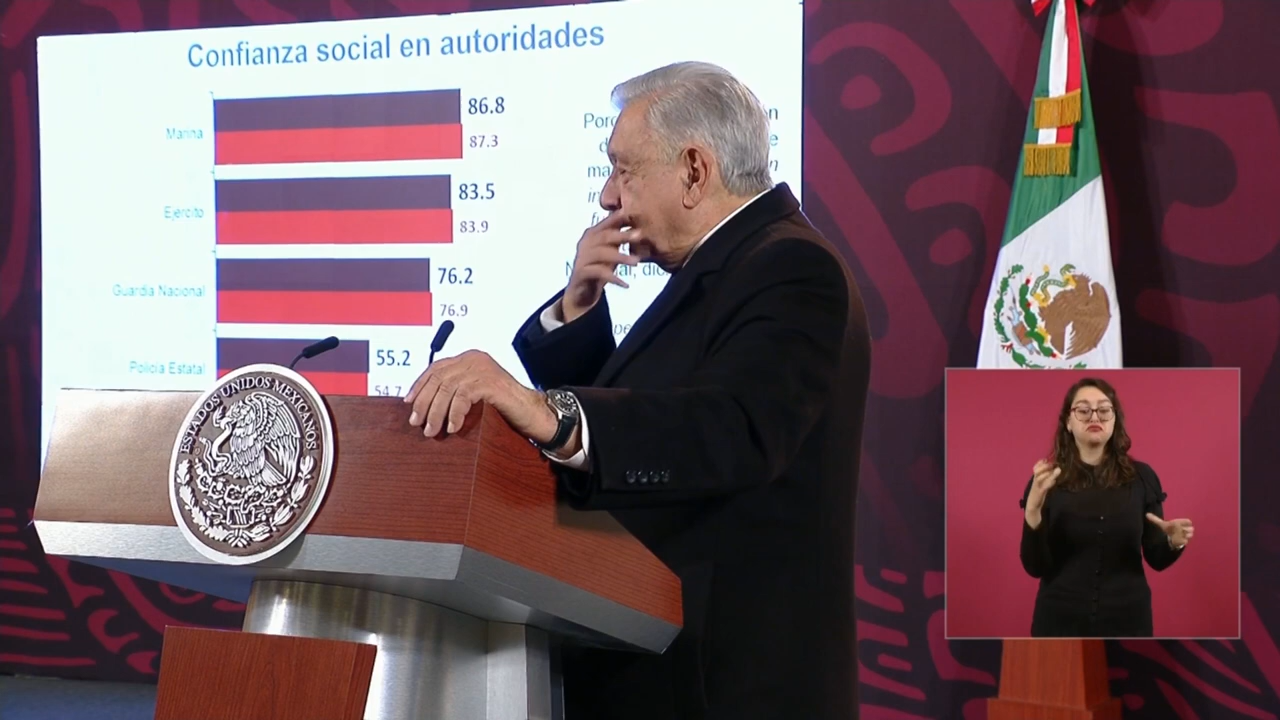 Confianza social en autoridades
Marina
86.8
87.3
Ejército
83.5
83.9
Guardia Nacional
76.2
76.9
Policía Estatal
55.2
54.7
ESTADOS UNIDOS MEXICANOS